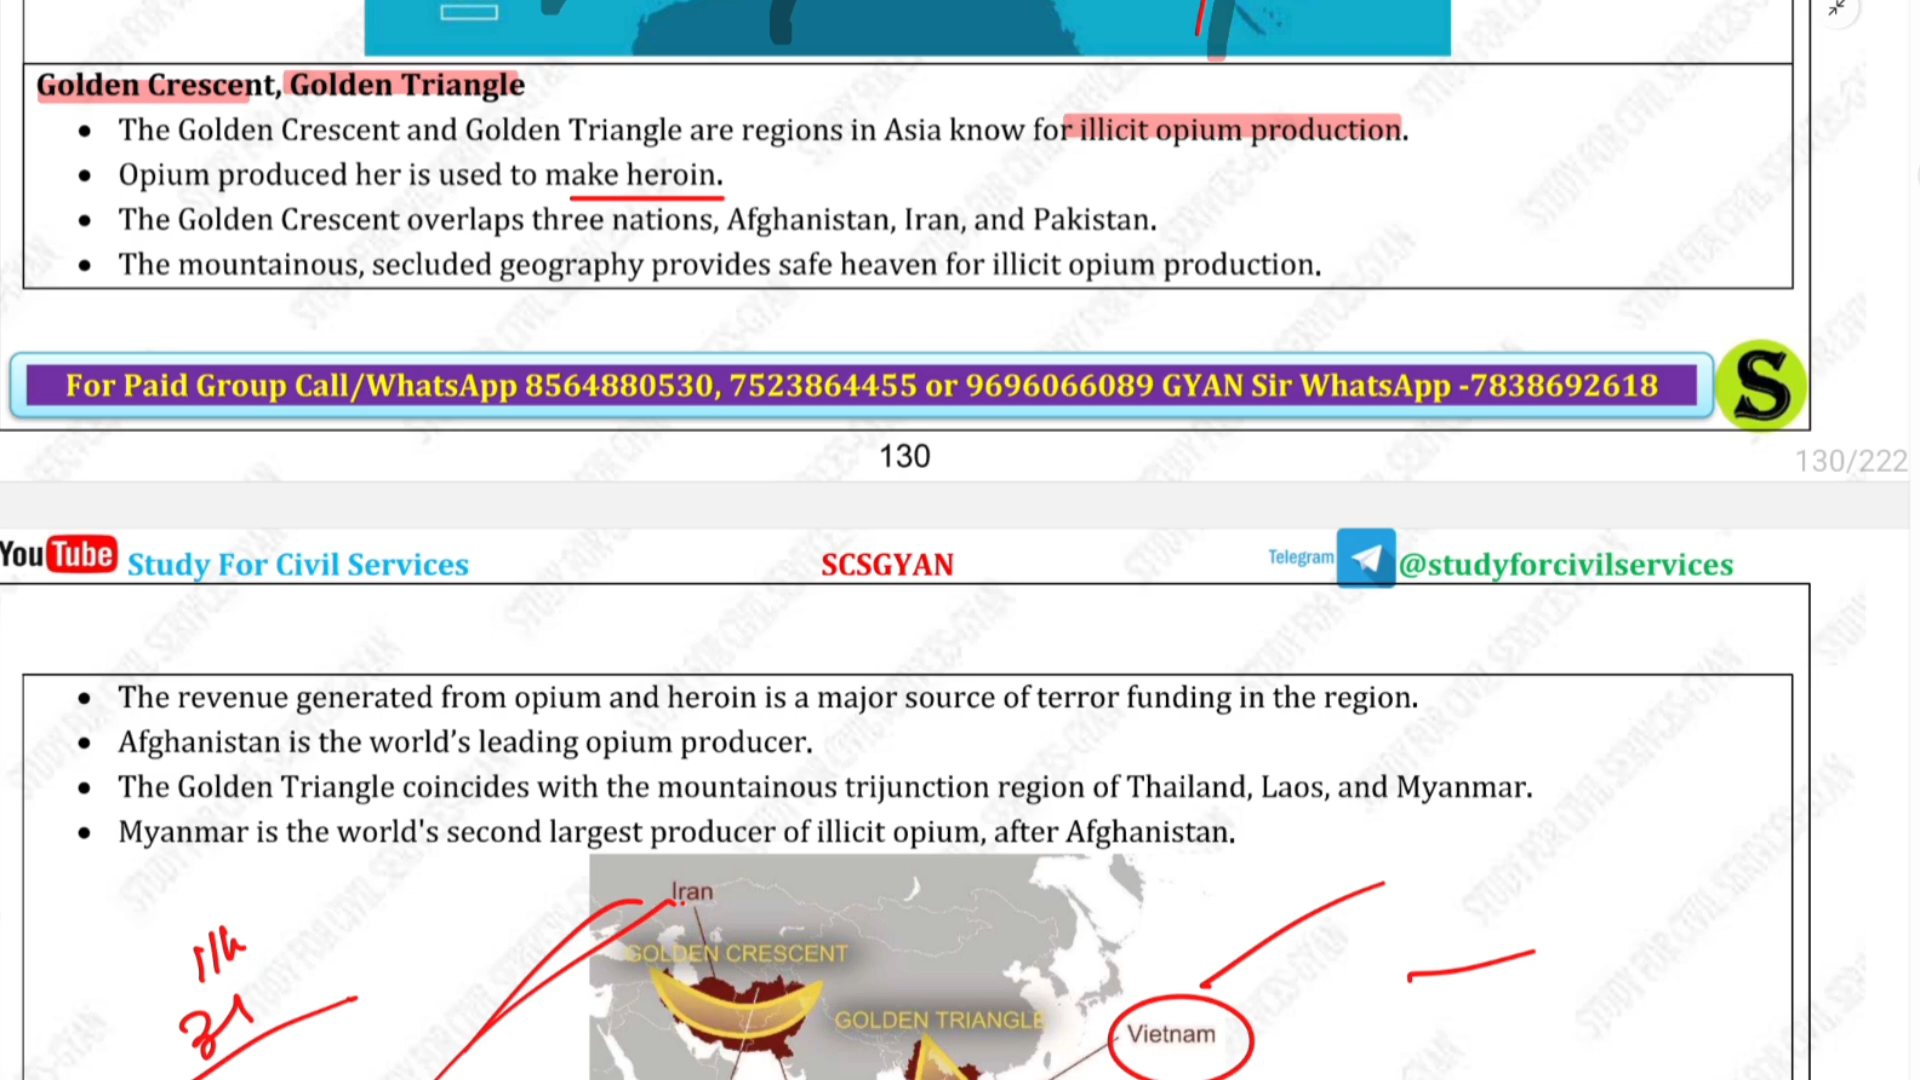 Golden Crescent, Golden Triangle
• The Golden Crescent and Golden Triangle are regions in Asia know for illicit opium production.
• Opium produced her is used to make heroin.
• The Golden Crescent overlaps three nations, Afghanistan, Iran, and Pakistan.
• The mountainous, secluded geography provides safe heaven for illicit opium production.
For Paid Group Call/WhatsApp 8564880530, 7523864455 or 9696066089 GYAN Sir WhatsApp -7838692618
S
130
130/222
YouTube Study For Civil Services SCSGYAN Telegram @studyforcivilservices
• The revenue generated from opium and heroin is a major source of terror funding in the region.
• Afghanistan is the world’s leading opium producer.
• The Golden Triangle coincides with the mountainous trijunction region of Thailand, Laos, and Myanmar.
• Myanmar is the world's second largest producer of illicit opium, after Afghanistan.
Iran
GOLDEN CRESCENT
GOLDEN TRIANGLE
Vietnam
STUDY FOR CIVIL SERVICES-GYAN